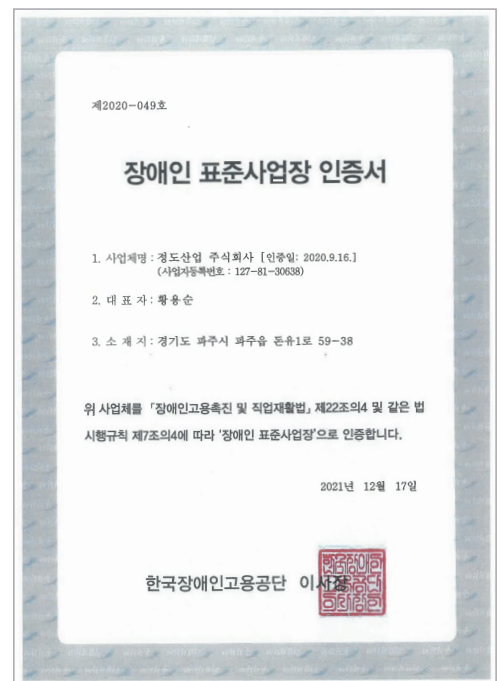 제2020-049호
장애인 표준사업장 인증서
1. 사업체명 : 정도산업 주식회사 [인증일: 2020.9.16.]
(사업자등록번호 : 127-81-30638)
2. 대 표 자 : 황용순
3. 소 재 지 : 경기도 파주시 파주읍 돈유1로 59-38
위 사업체를 「장애인고용촉진 및 직업재활법」 제22조의4 및 같은 법
시행규칙 제7조의4에 따라 '장애인 표준사업장'으로 인증합니다.
2021년 12월 17일
한국장애인고용공단 이사장